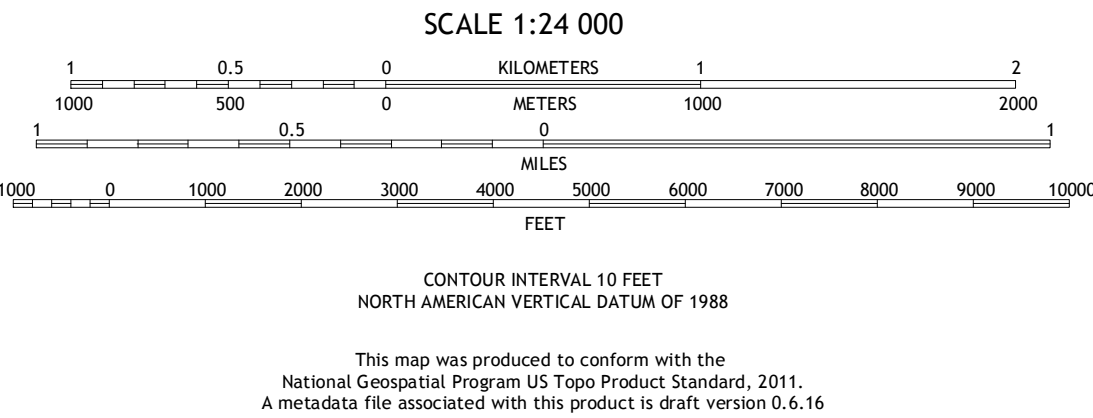 SCALE 1:24 000
1 0.5 0 KILOMETERS 1 2
1000 500 0 METERS 1000 2000
1 0.5 0 1
MILES
1000 0 1000 2000 3000 4000 5000 6000 7000 8000 9000 10000
FEET
CONTOUR INTERVAL 10 FEET
NORTH AMERICAN VERTICAL DATUM OF 1988
This map was produced to conform with the
National Geospatial Program US Topo Product Standard, 2011.
A metadata file associated with this product is draft version 0.6.16